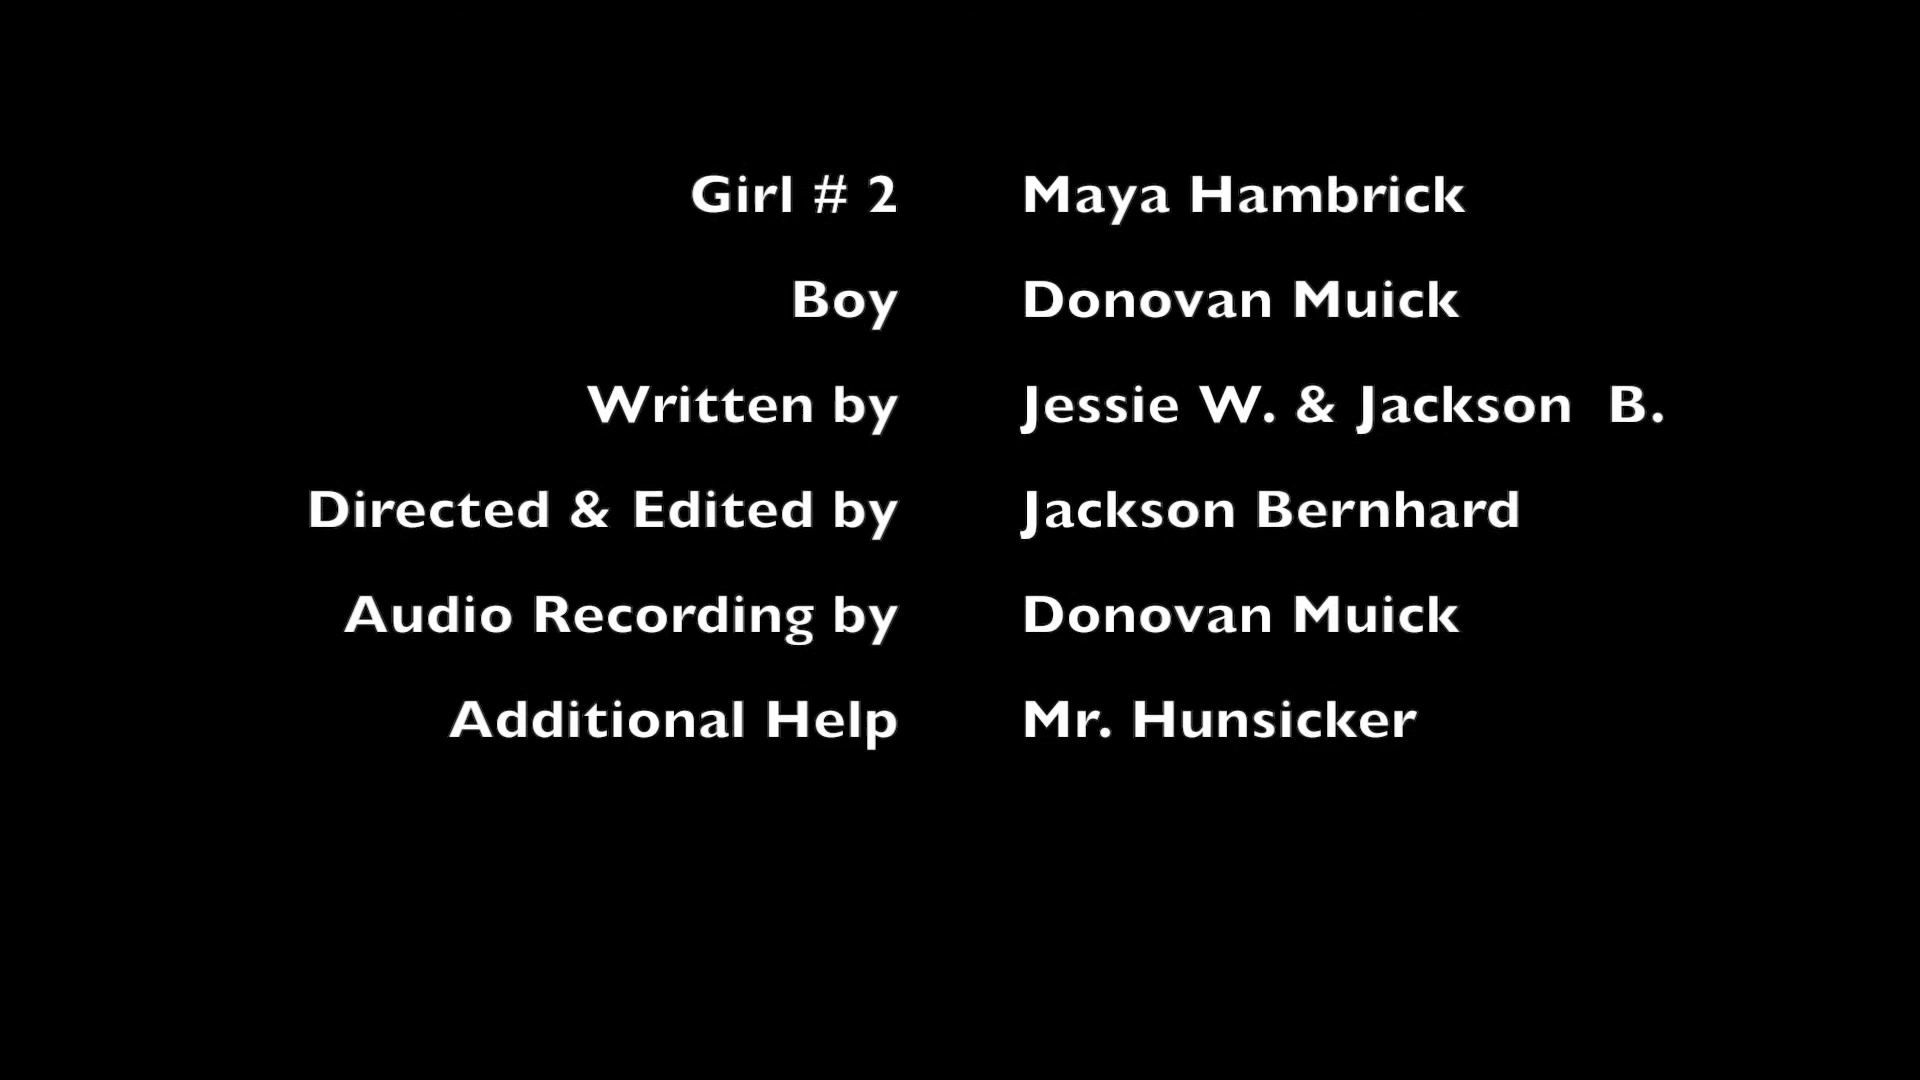 Girl # 2 Maya Hambrick
Boy Donovan Muick
Written by Jessie W. & Jackson  B.
Directed & Edited by Jackson Bernhard
Audio Recording by Donovan Muick
Additional Help Mr. Hunsicker